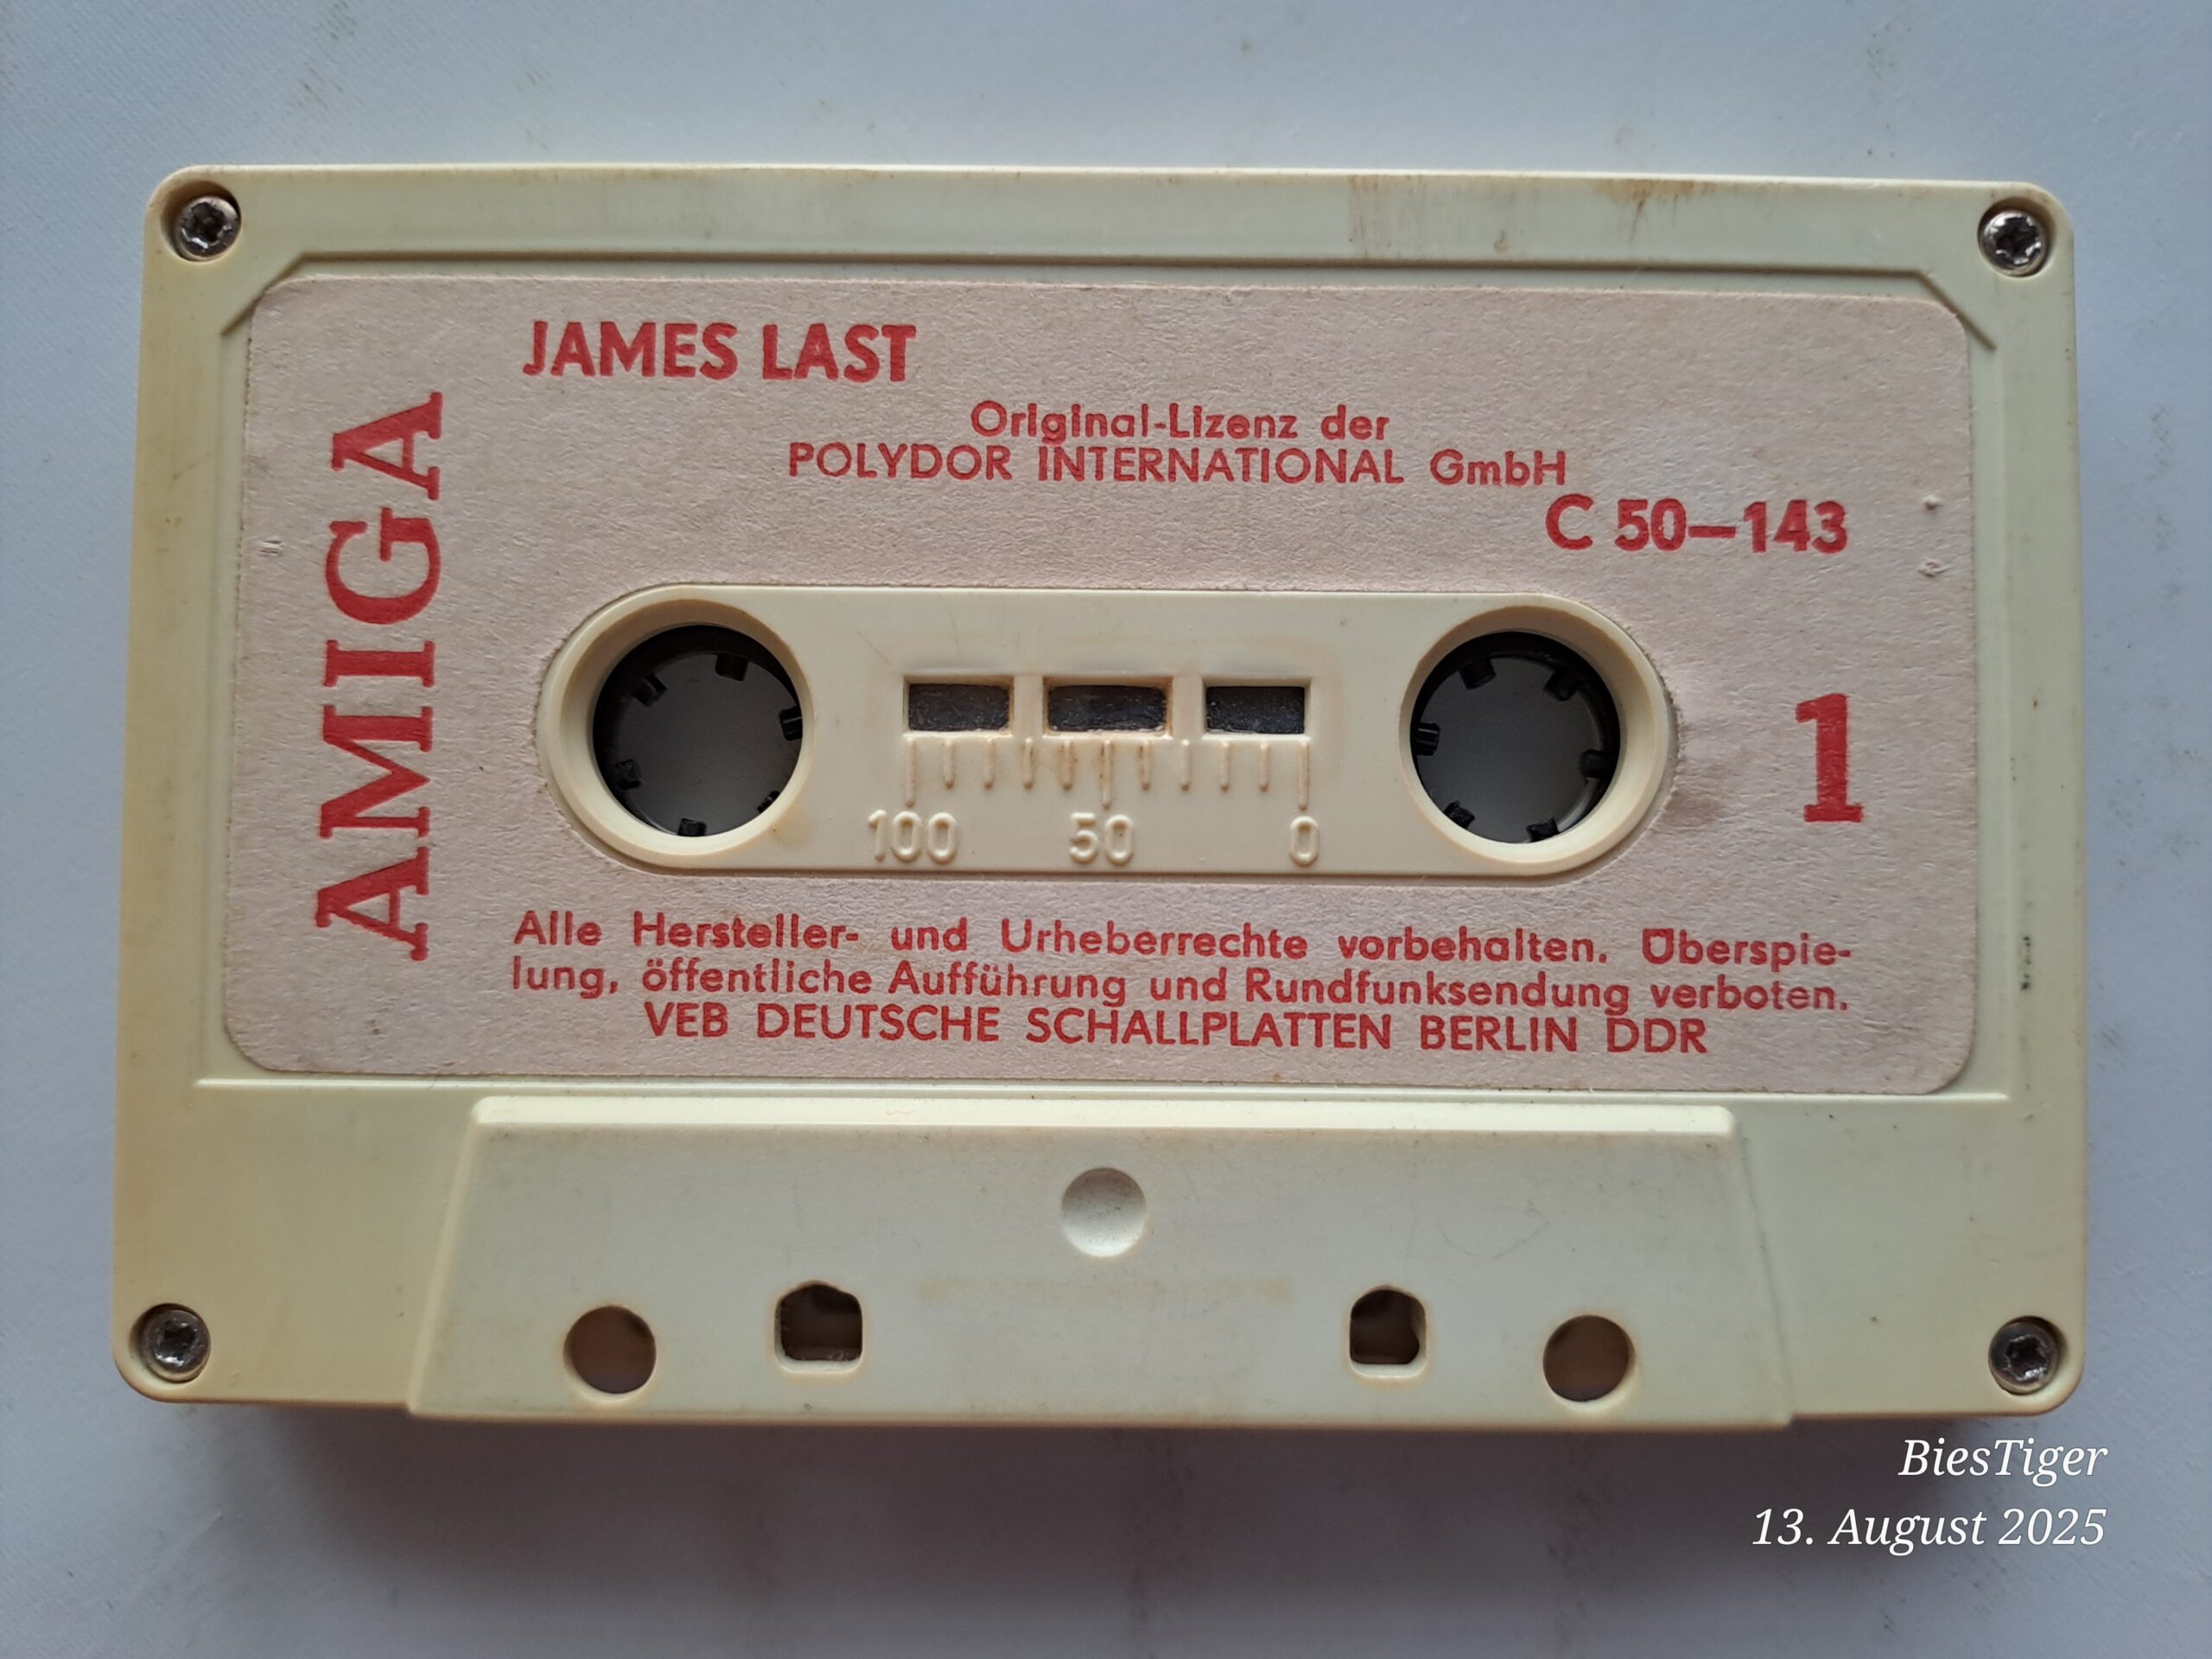 JAMES LAST
Original-Lizenz der
POLYDOR INTERNATIONAL GmbH
C 50–143
AMIGA
1
100 50 0
Alle Hersteller- und Urheberrechte vorbehalten. Überspie-
lung, öffentliche Aufführung und Rundfunksendung verboten.
VEB DEUTSCHE SCHALLPLATTEN BERLIN DDR
BiesTiger
13. August 2025